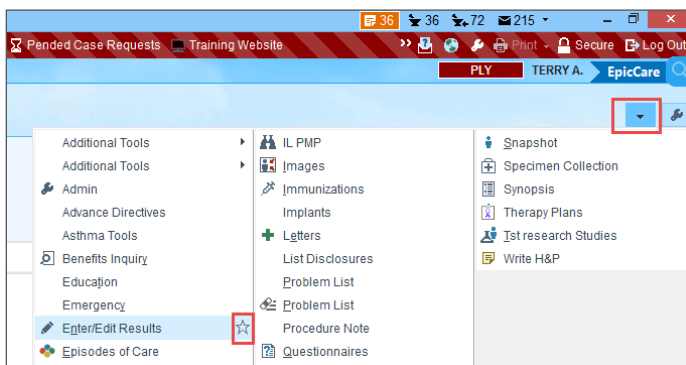 36 36 72 215
Pended Case Requests Training Website » Print Secure Log Out
PLY TERRY A. EpicCare
Additional Tools
Additional Tools
Admin
Advance Directives
Asthma Tools
Benefits Inquiry
Education
Emergency
Enter/Edit Results
Episodes of Care
IL PMP
Images
Immunizations
Implants
Letters
List Disclosures
Problem List
Problem List
Procedure Note
Questionnaires
Snapshot
Specimen Collection
Synopsis
Therapy Plans
Tst research Studies
Write H&P